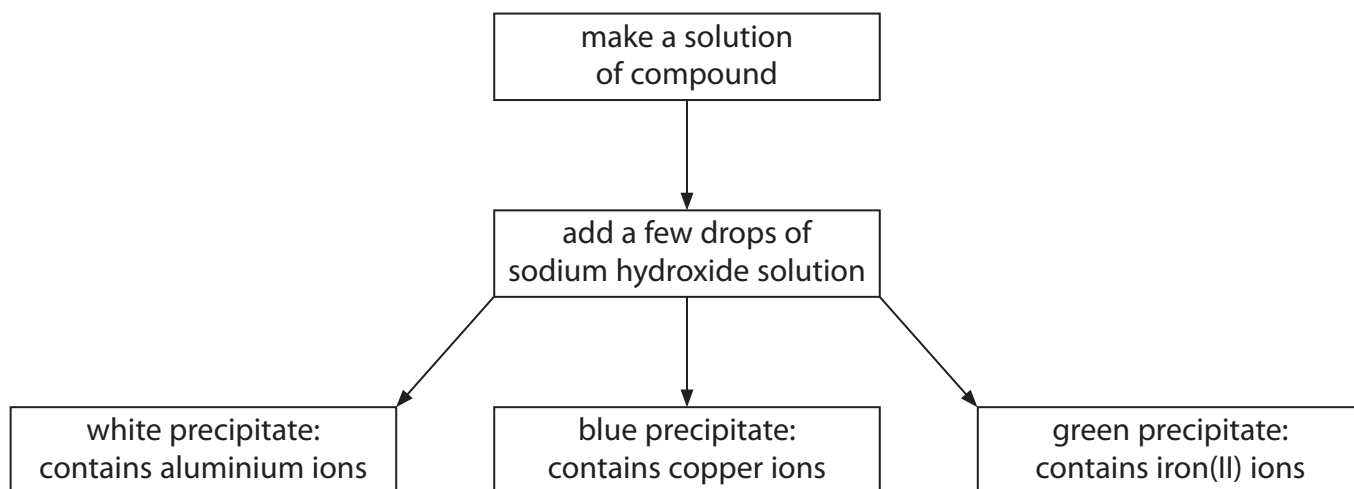 make a solution
of compound
add a few drops of
sodium hydroxide solution
white precipitate:
contains aluminium ions
blue precipitate:
contains copper ions
green precipitate:
contains iron(II) ions